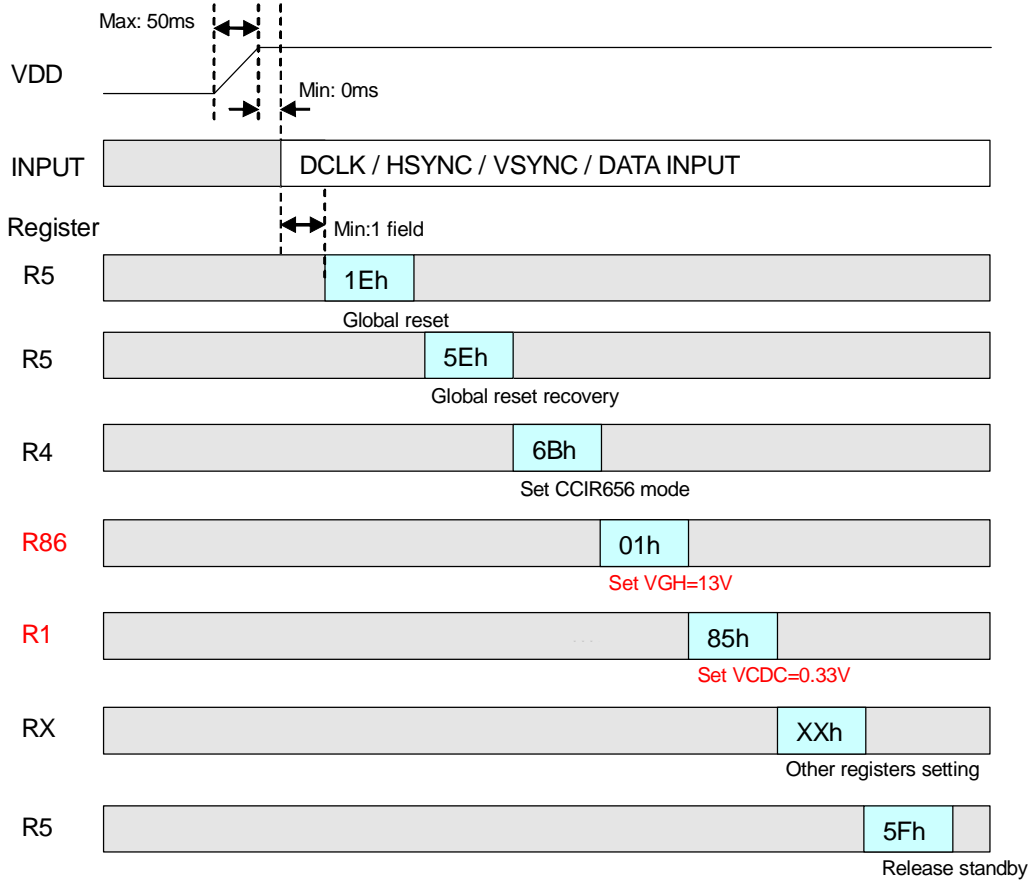 Max: 50ms
VDD
Min: 0ms
INPUT DCLK / HSYNC / VSYNC / DATA INPUT
Register
Min:1 field
R5 1Eh
Global reset
R5 5Eh
Global reset recovery
R4 6Bh
Set CCIR656 mode
R86 01h
Set VGH=13V
R1 ... 85h
Set VCDC=0.33V
RX XXh
Other registers setting
R5 5Fh
Release standby